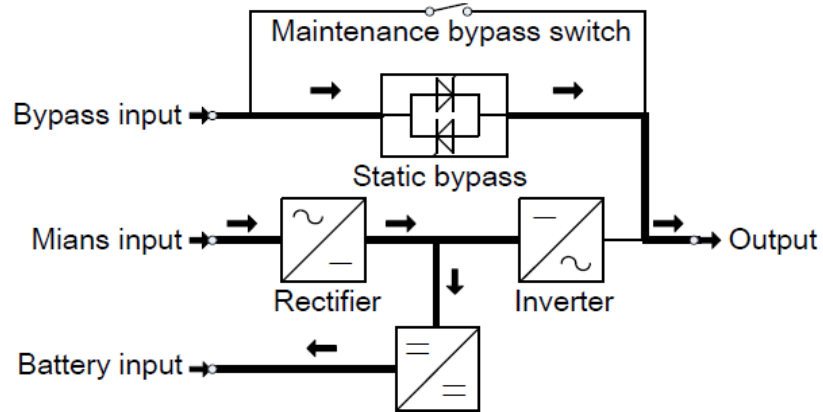 Maintenance bypass switch
Bypass input
Static bypass
Mians input
Output
Rectifier
Inverter
Battery input